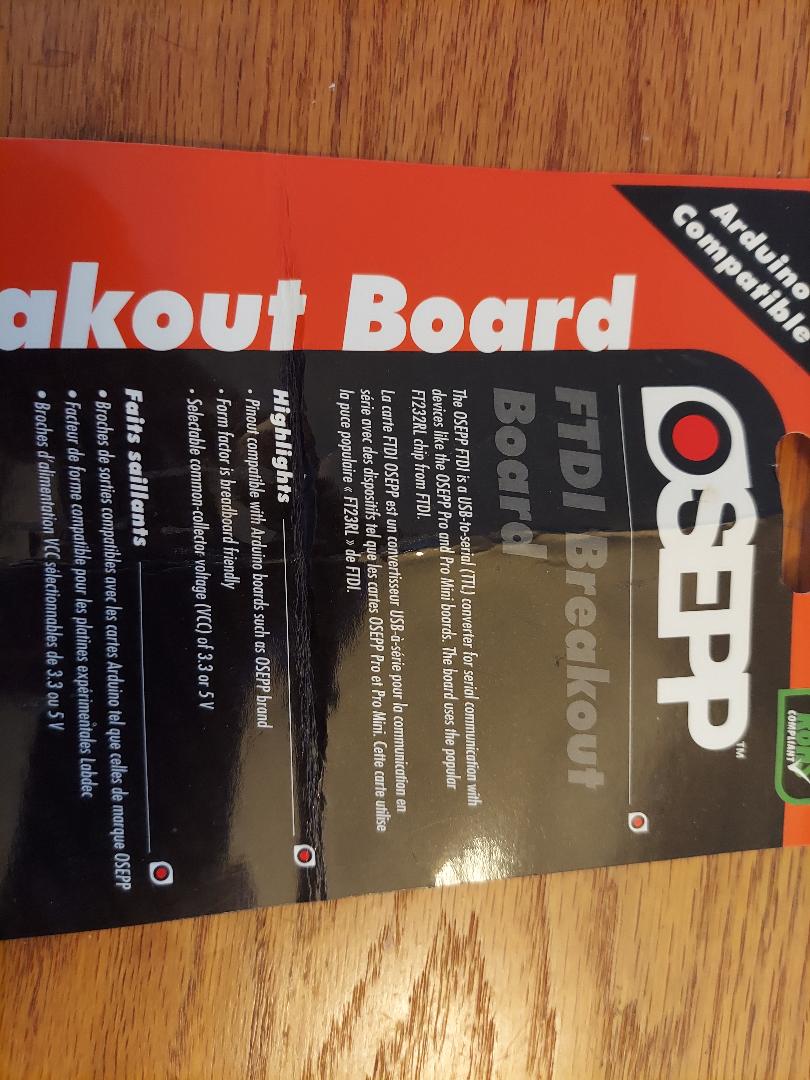 Arduino
Compatible
akout Board
OSEPP™
COMPLIANT
FTDI Breakout
Board
The OSEPP FTDI is a USB-to-serial (TTL) converter for serial communication with
devices like the OSEPP Pro and Pro Mini boards. The board uses the popular
FT232RL chip from FTDI.
La carte FTDI OSEPP est un convertisseur USB-à-série pour la communication en
série avec des dispositifs tel que les cartes OSEPP Pro et Pro Mini. Cette carte utilise
la puce populaire « FT23RL » de FTDI.
Highlights
• Pinout compatible with Arduino boards such as OSEPP brand
• Form factor is breadboard friendly
• Selectable common-collector voltage (VCC) of 3.3 or 5 V
Faits saillants
• Broches de sorties compatibles avec les cartes Arduino tel que celles de marque OSEPP
• Facteur de forme compatible pour les platines expérimentales Labdec
• Broches d'alimentation VCC sélectionnables de 3.3 ou 5 V